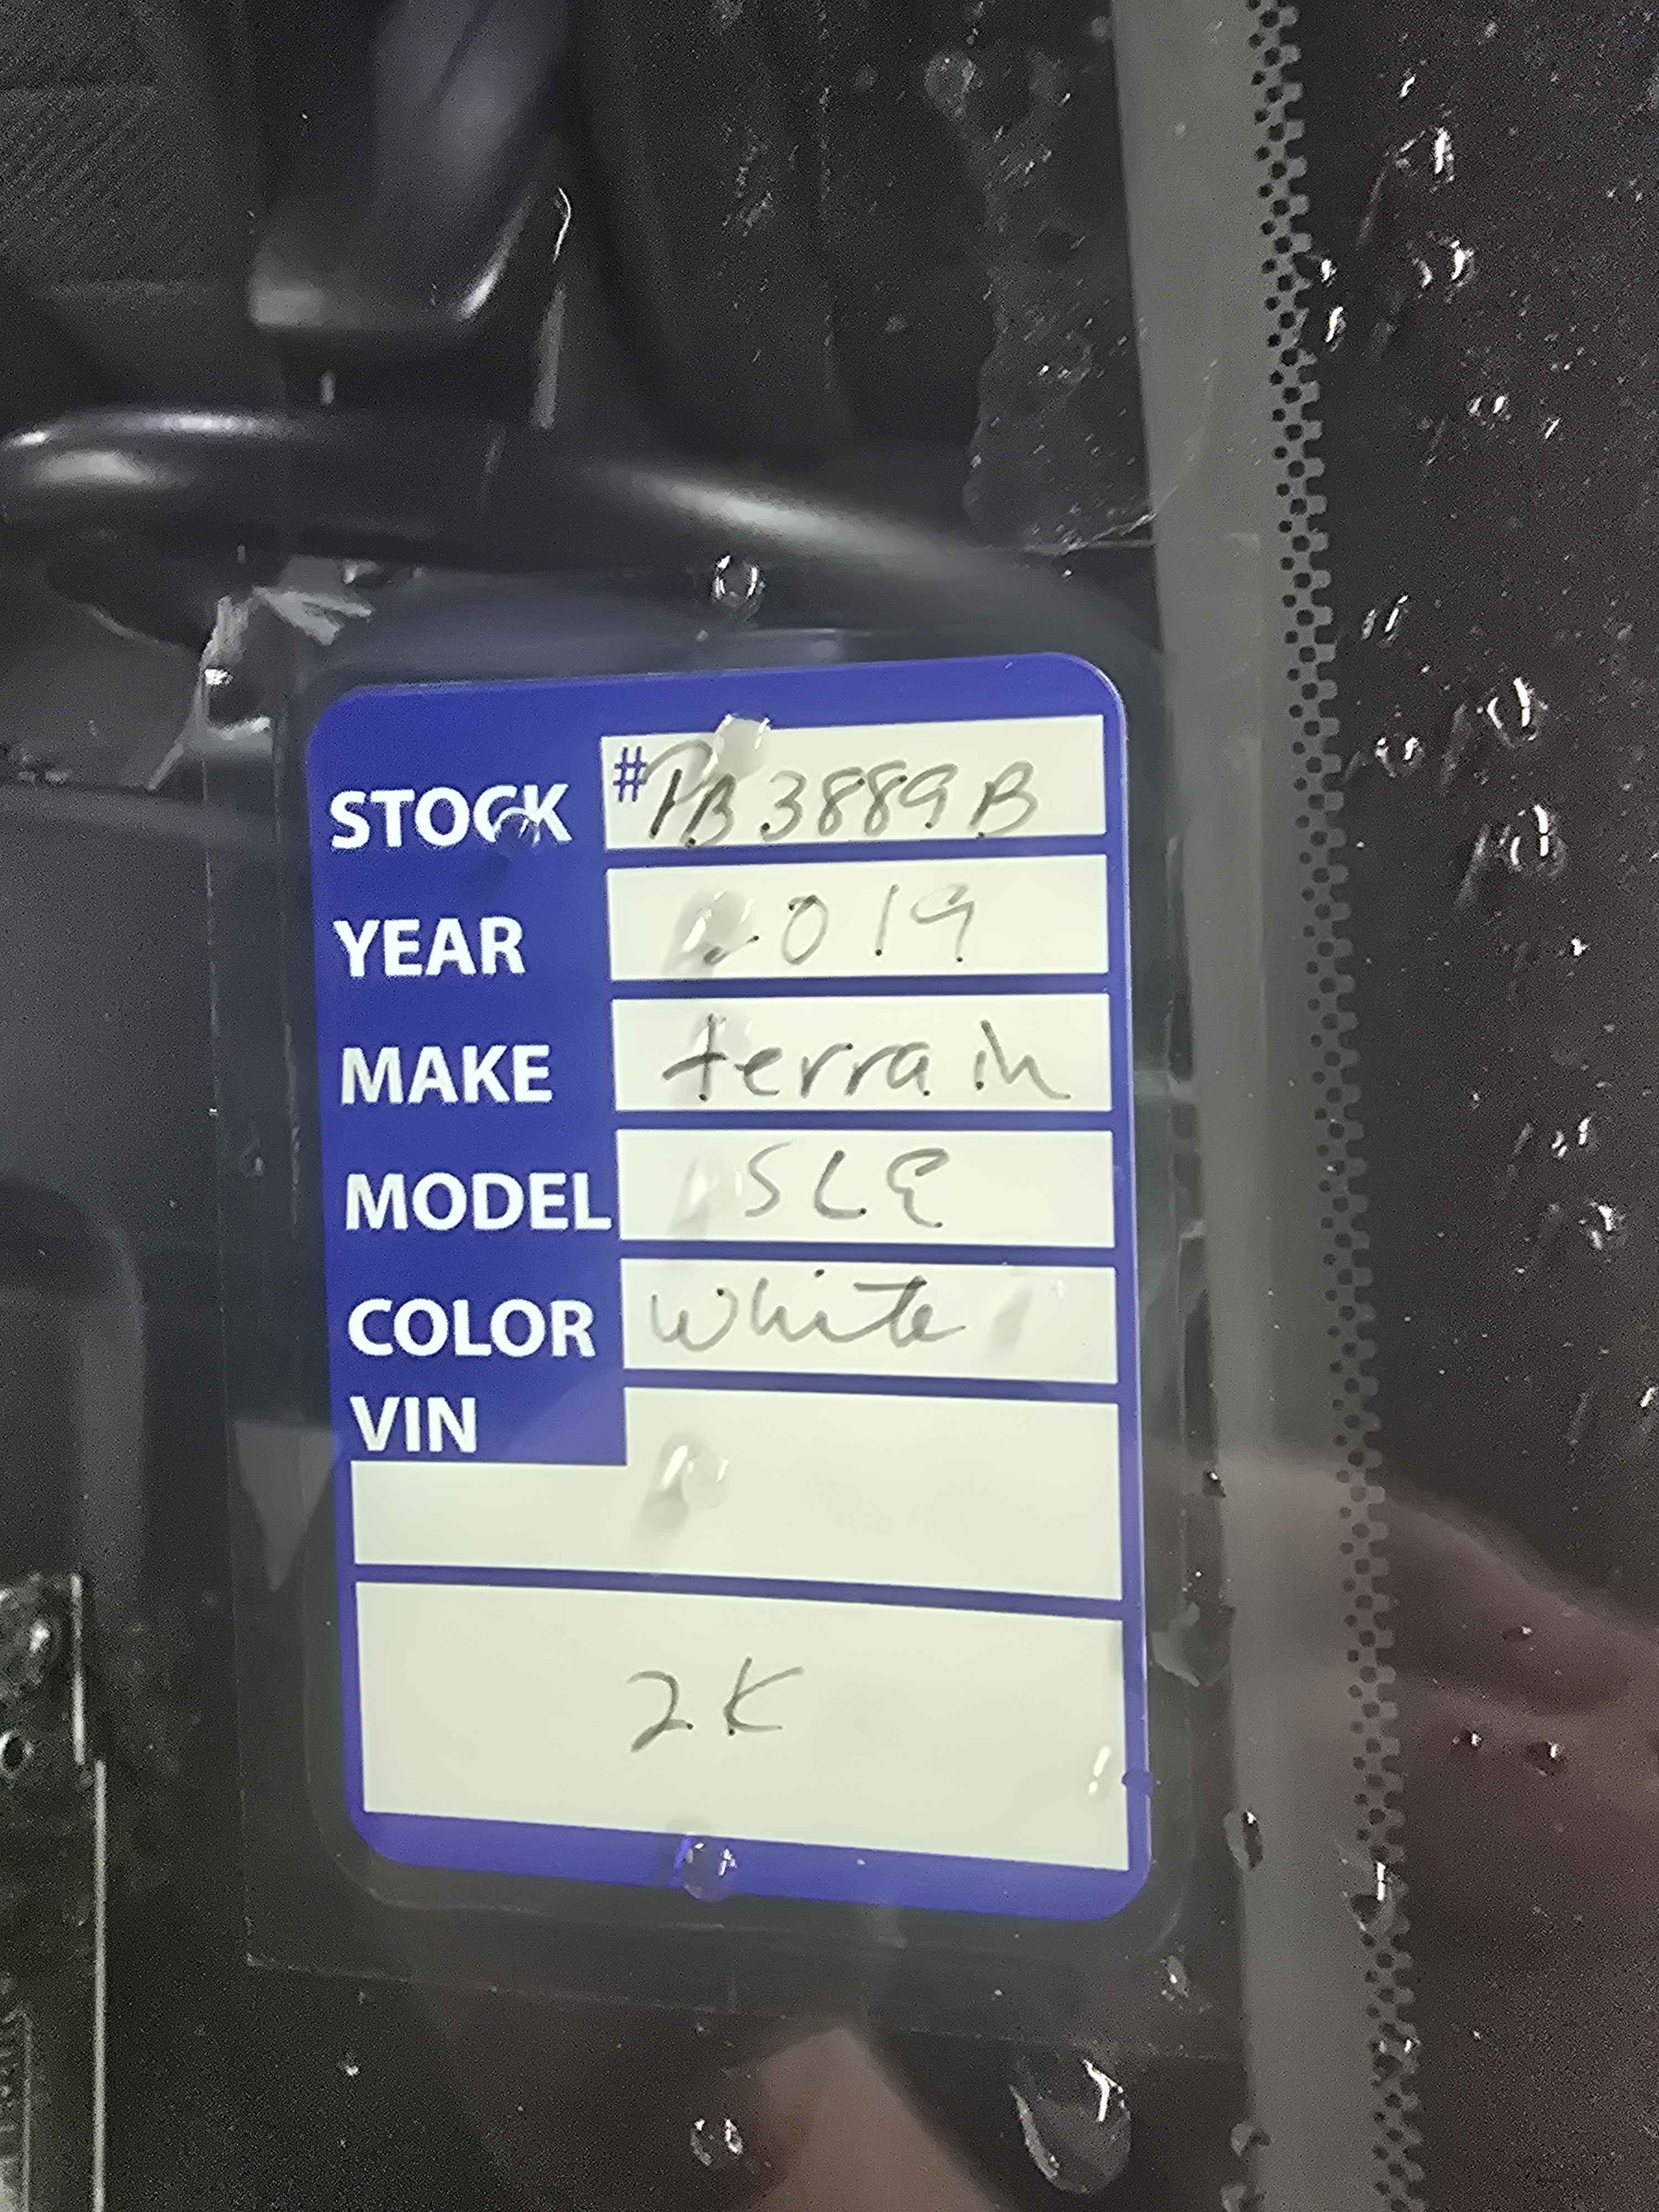 STOCK #PB3889B
YEAR 2019
MAKE terrain
MODEL SLE
COLOR White
VIN
2K